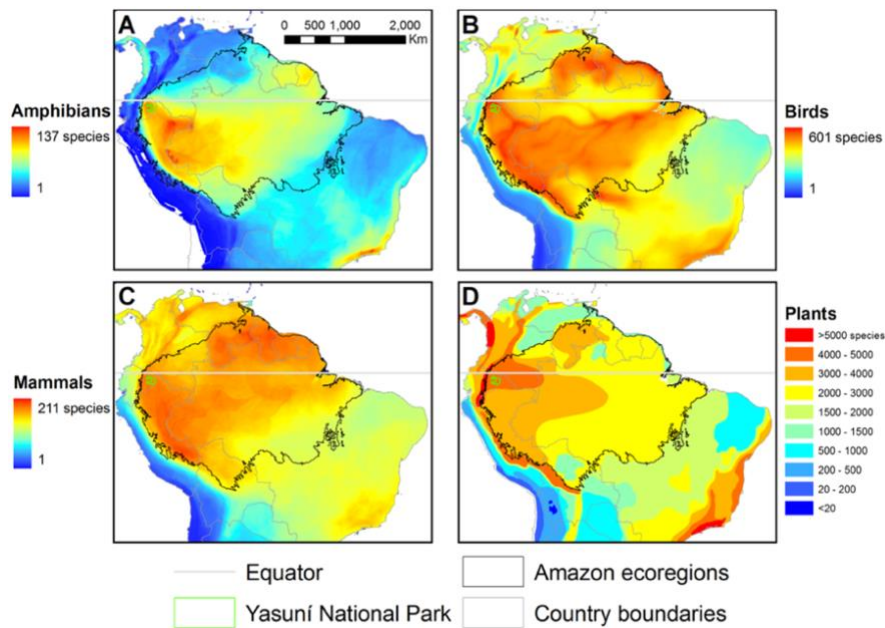 A
0 500 1,000 2,000
Km
B
Amphibians
137 species
1
Birds
601 species
1
C
D
Mammals
211 species
1
Plants
>5000 species
4000 - 5000
3000 - 4000
2000 - 3000
1500 - 2000
1000 - 1500
500 - 1000
200 - 500
20 - 200
<20
Equator
Amazon ecoregions
Yasuní National Park
Country boundaries